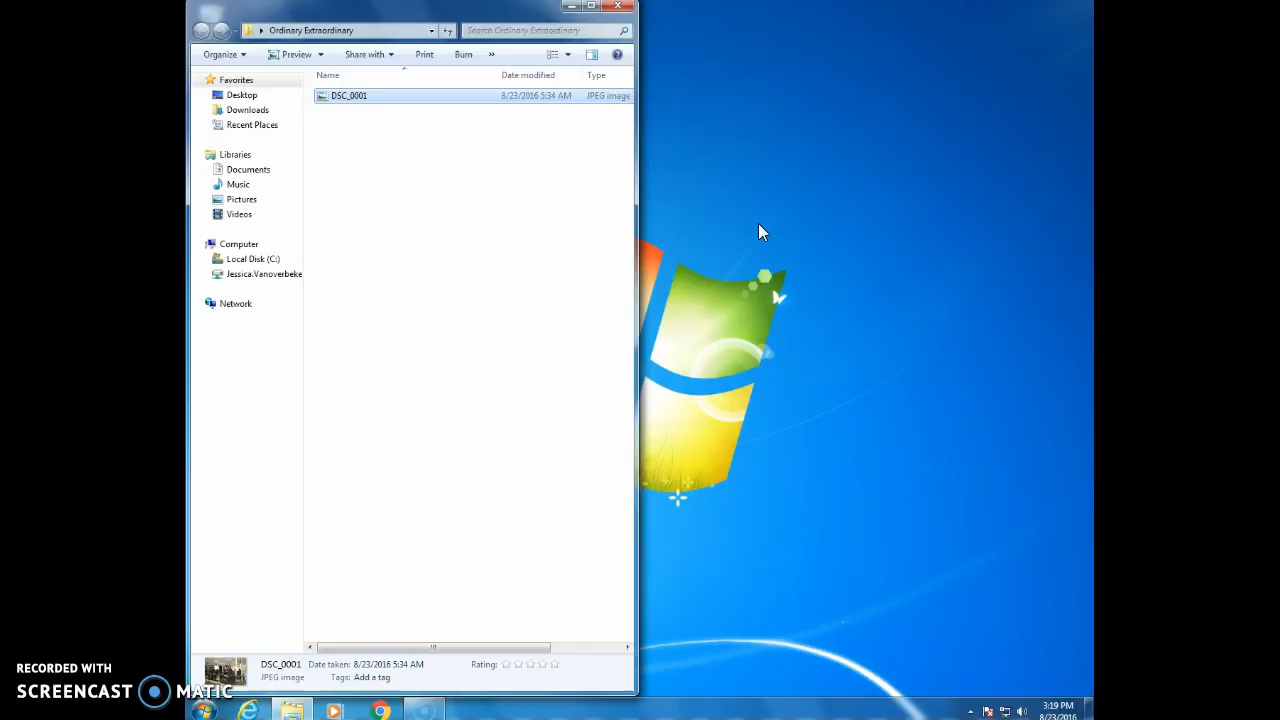 Ordinary Extraordinary
Search Ordinary Extraordinary
Organize
Preview
Share with
Print
Burn
»
Name
Date modified
Type
DSC_0001
8/23/2016 5:34 AM
JPEG image
Favorites
Desktop
Downloads
Recent Places
Libraries
Documents
Music
Pictures
Videos
Computer
Local Disk (C:)
Jessica.Vanoverbeke
Network
DSC_0001 Date taken: 8/23/2016 5:34 AM Rating:
JPEG image Tags: Add a tag
RECORDED WITH
SCREENCAST MATIC
3:19 PM
8/23/2016